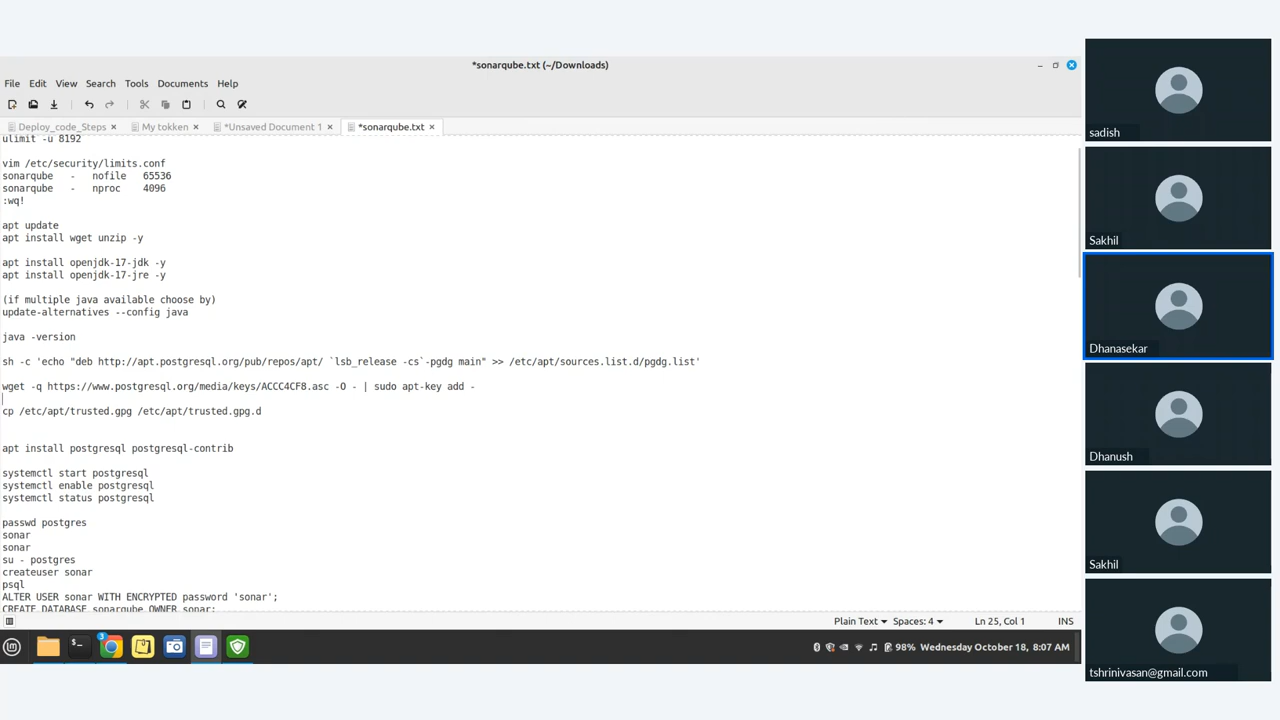 *sonarqube.txt (~/Downloads)
File Edit View Search Tools Documents Help
Deploy_code_Steps My tokken *Unsaved Document 1 *sonarqube.txt
ulimit -u 8192
vim /etc/security/limits.conf
sonarqube - nofile 65536
sonarqube - nproc 4096
:wq!
apt update
apt install wget unzip -y
apt install openjdk-17-jdk -y
apt install openjdk-17-jre -y
(if multiple java available choose by)
update-alternatives --config java
java -version
sh -c 'echo "deb http://apt.postgresql.org/pub/repos/apt/ `lsb_release -cs`-pgdg main" >> /etc/apt/sources.list.d/pgdg.list'
wget -q https://www.postgresql.org/media/keys/ACCC4CF8.asc -O - | sudo apt-key add -
cp /etc/apt/trusted.gpg /etc/apt/trusted.gpg.d
apt install postgresql postgresql-contrib
systemctl start postgresql
systemctl enable postgresql
systemctl status postgresql
passwd postgres
sonar
sonar
su - postgres
createuser sonar
psql
ALTER USER sonar WITH ENCRYPTED password 'sonar';
CREATE DATABASE sonarqube OWNER sonar;
Plain Text Spaces: 4 Ln 25, Col 1 INS
3 98% Wednesday October 18, 8:07 AM
sadish
Sakhil
Dhanasekar
Dhanush
Sakhil
tshrinivasan@gmail.com